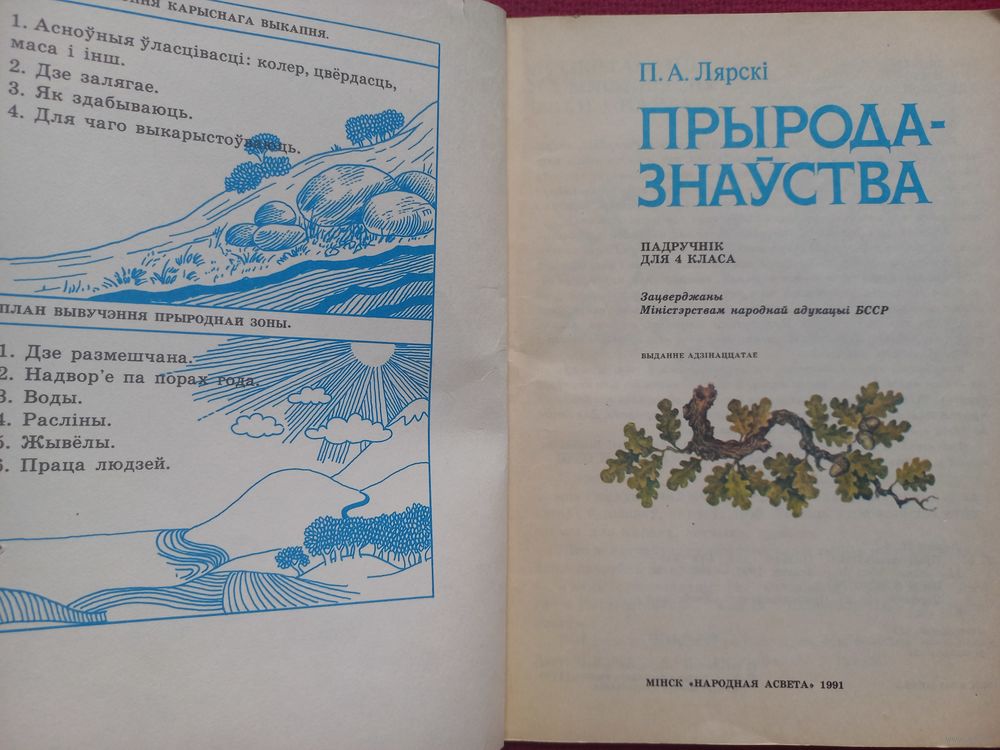 КАРЫСНАГА ВЫКАПНЯ.
1. Асноўныя ўласцівасці: колер, цвёрдасць,
маса і інш.
2. Дзе залягае.
3. Як здабываюць.
4. Для чаго выкарыстоўваюць.
ПЛАН ВЫВУЧЭННЯ ПРЫРОДНАЙ ЗОНЫ.
1. Дзе размешчана.
2. Надвор'е па порах года.
3. Воды.
4. Расліны.
5. Жывёлы.
6. Праца людзей.
П. А. Лярскі
ПРЫРОДА-
ЗНАЎСТВА
ПАДРУЧНІК
ДЛЯ 4 КЛАСА
Зацверджаны
Міністэрствам народнай адукацыі БССР
ВЫДАННЕ АДЗІНАЦЦАТАЕ
МІНСК «НАРОДНАЯ АСВЕТА» 1991